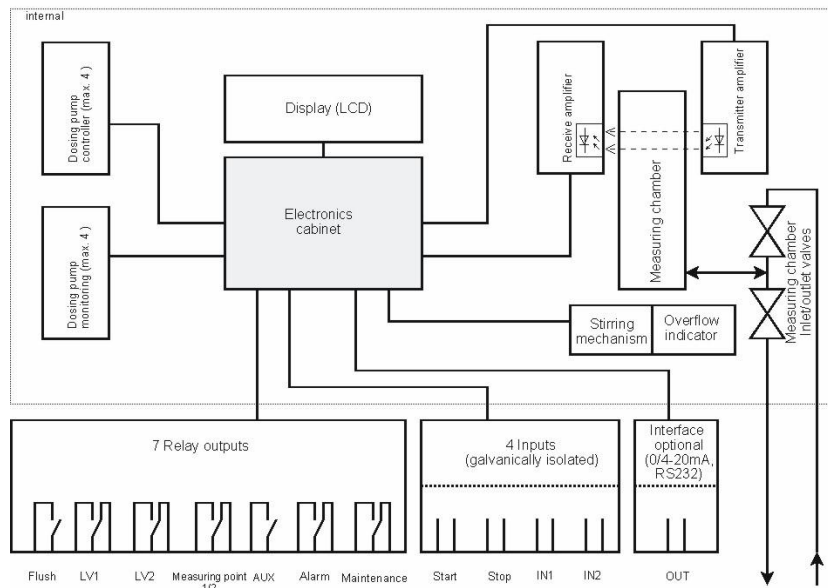 internal
Dosing pump
controller (max. 4 )
Display (LCD)
Receive amplifier
Transmitter amplifier
Measuring chamber
Electronics
cabinet
Dosing pump
monitoring (max. 4 )
Measuring chamber
Inlet/outlet valves
Stirring
mechanism
Overflow
indicator
7 Relay outputs
4 Inputs
(galvanically isolated)
Interface
optional
(0/4-20mA,
RS232)
Flush
LV1
LV2
Measuring point
1/2
AUX
Alarm
Maintenance
Start
Stop
IN1
IN2
OUT